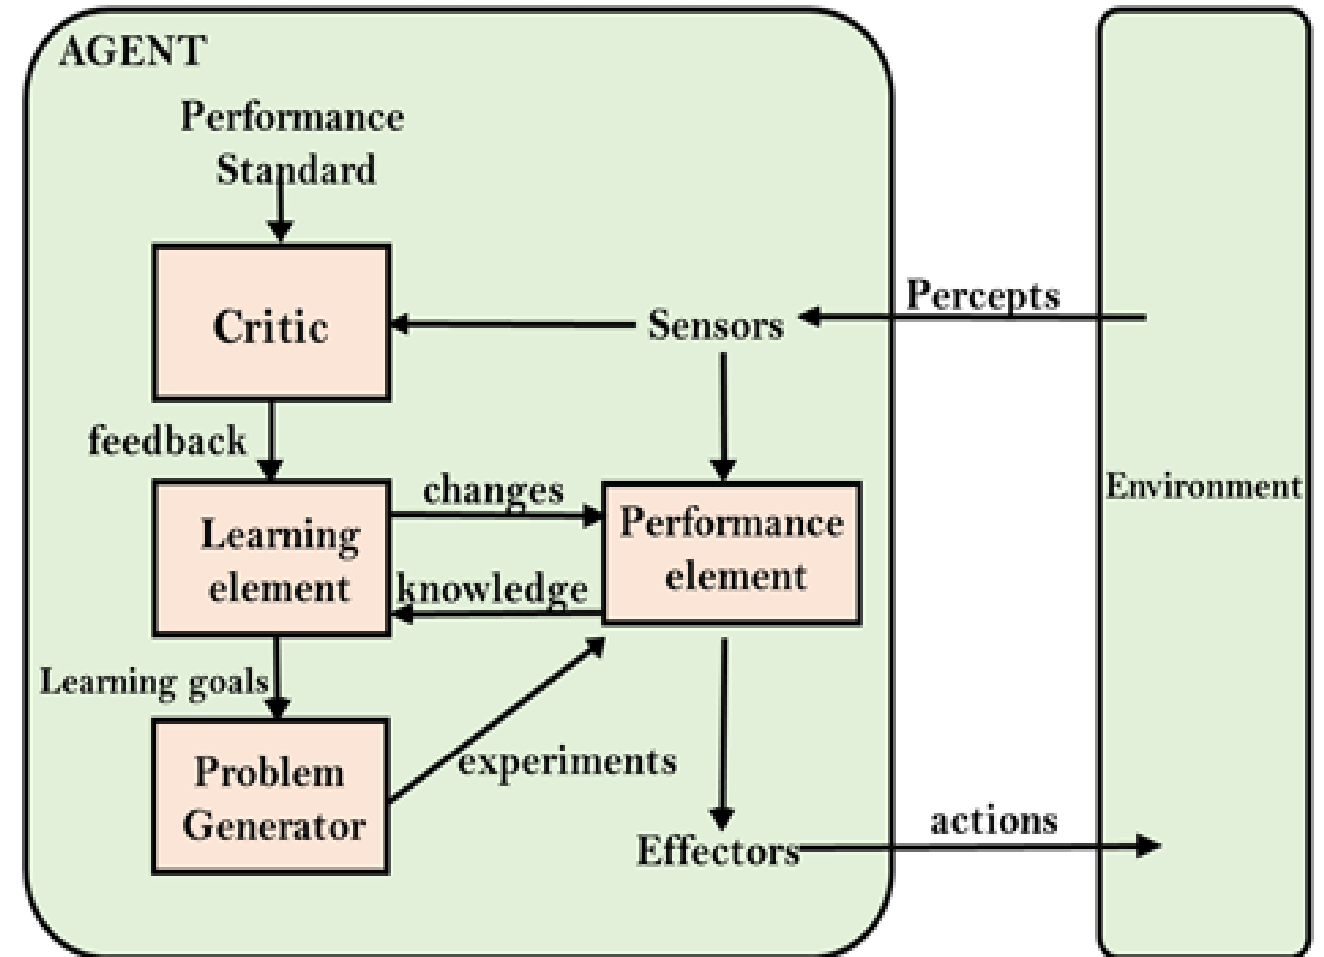 AGENT
Performance
Standard
Critic
Sensors
Percepts
feedback
changes
Environment
Learning
element
Performance
element
knowledge
Learning goals
Problem
Generator
experiments
Effectors
actions